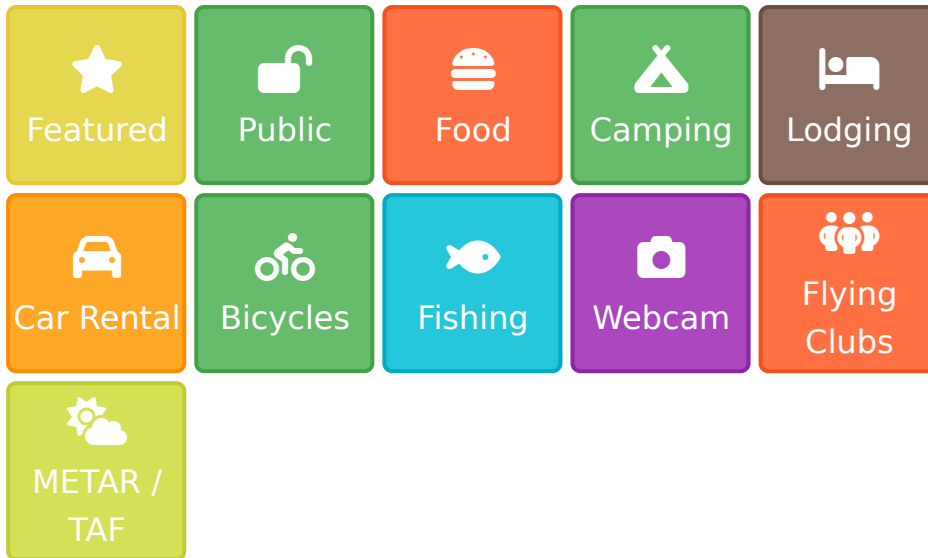 Featured
Public
Food
Camping
Lodging
Car Rental
Bicycles
Fishing
Webcam
Flying
Clubs
METAR /
TAF